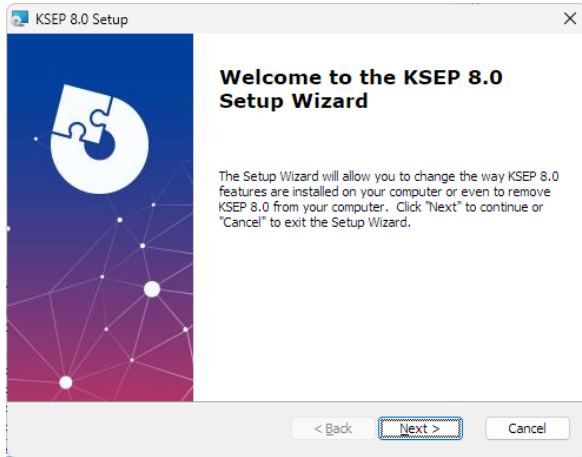 KSEP 8.0 Setup
Welcome to the KSEP 8.0
Setup Wizard
The Setup Wizard will allow you to change the way KSEP 8.0
features are installed on your computer or even to remove
KSEP 8.0 from your computer. Click "Next" to continue or
"Cancel" to exit the Setup Wizard.
< Back Next > Cancel